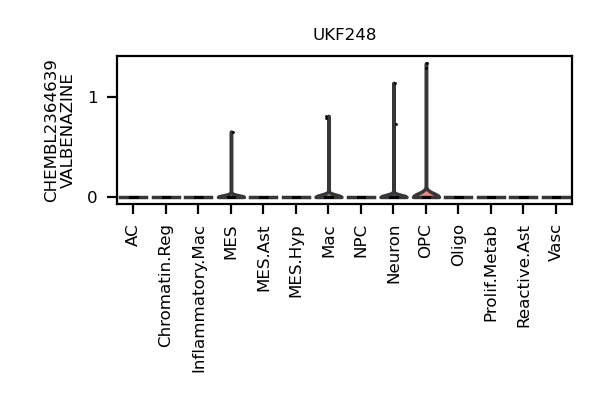 UKF248
CHEMBL2364639
VALBENAZINE
1
0
AC
Chromatin.Reg
Inflammatory.Mac
MES
MES.Ast
MES.Hyp
Mac
NPC
Neuron
OPC
Oligo
Prolif.Metab
Reactive.Ast
Vasc